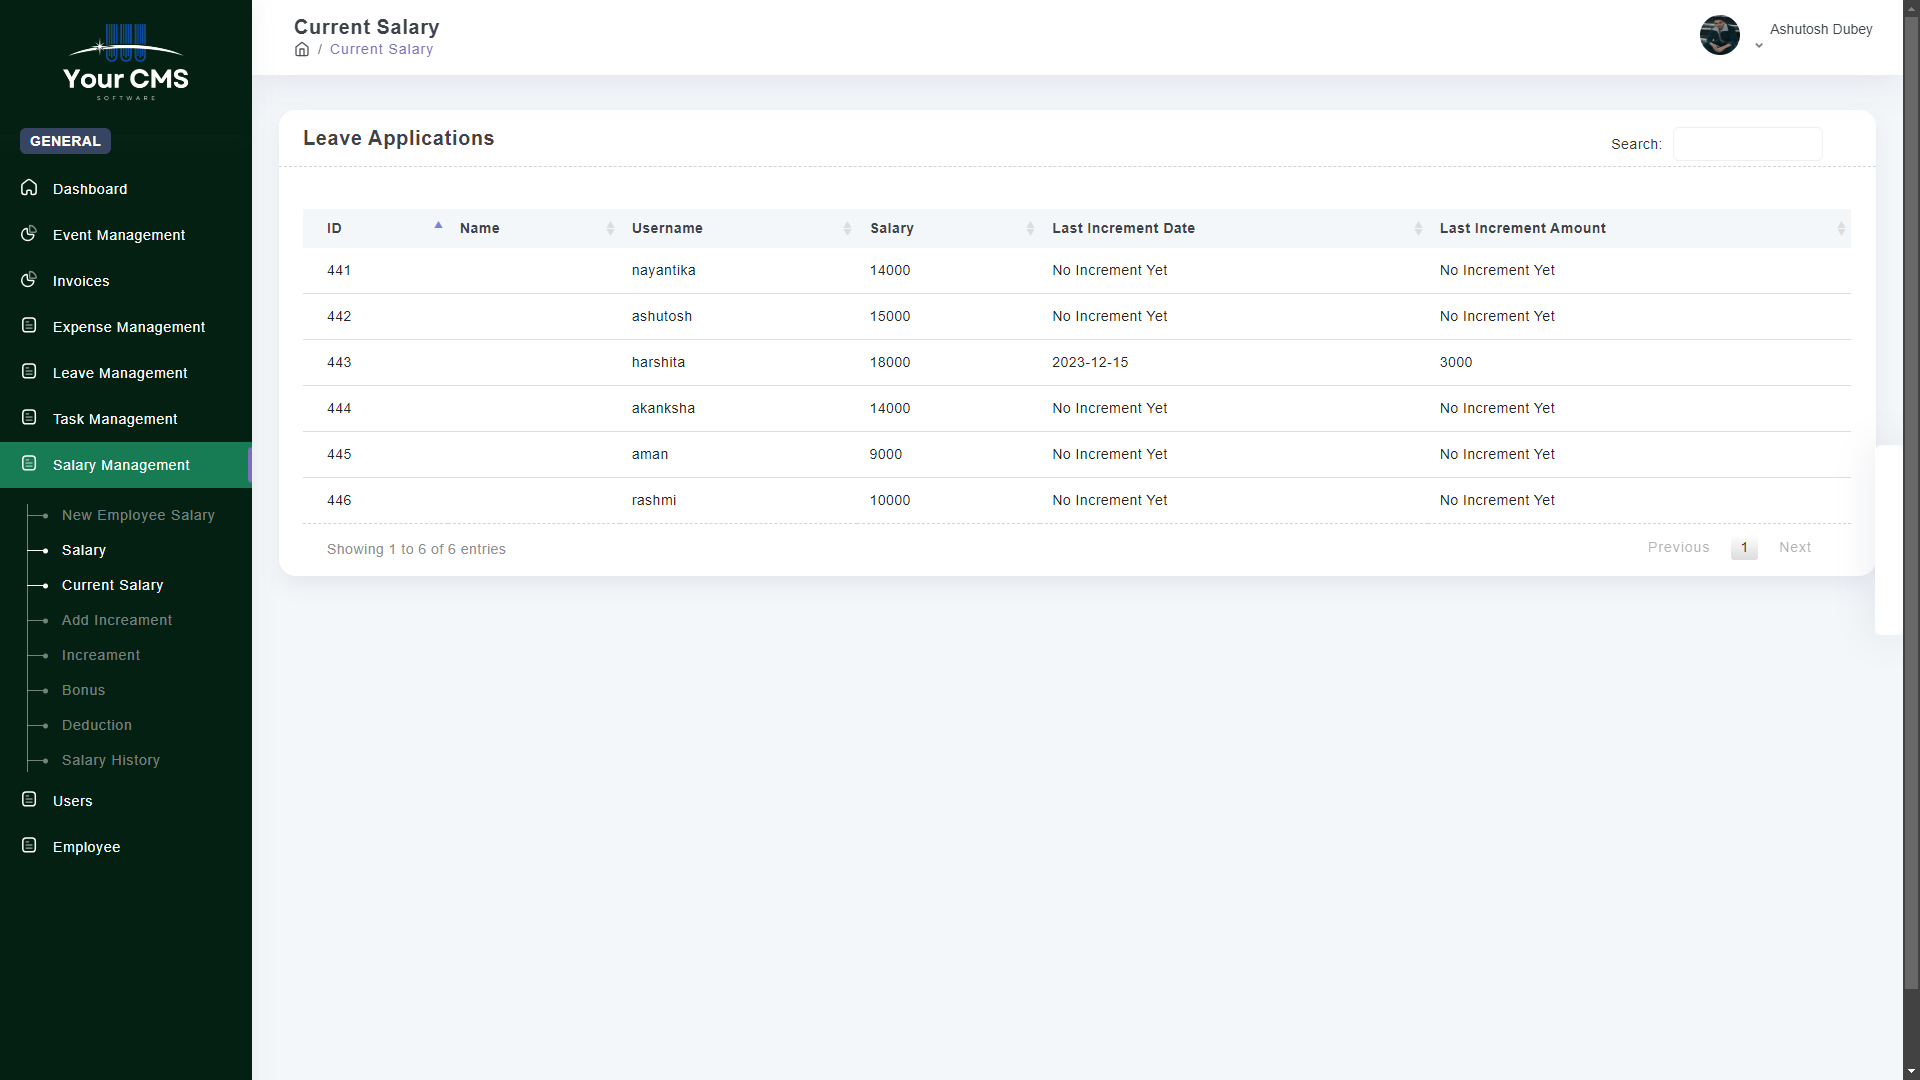 Your CMS
SOFTWARE
GENERAL
Dashboard
Event Management
Invoices
Expense Management
Leave Management
Task Management
Salary Management
New Employee Salary
Salary
Current Salary
Add Increament
Increament
Bonus
Deduction
Salary History
Users
Employee
Current Salary
/ Current Salary
Ashutosh Dubey
Leave Applications
Search:
ID Name Username Salary Last Increment Date Last Increment Amount
441 nayantika 14000 No Increment Yet No Increment Yet
442 ashutosh 15000 No Increment Yet No Increment Yet
443 harshita 18000 2023-12-15 3000
444 akanksha 14000 No Increment Yet No Increment Yet
445 aman 9000 No Increment Yet No Increment Yet
446 rashmi 10000 No Increment Yet No Increment Yet
Showing 1 to 6 of 6 entries
Previous 1 Next